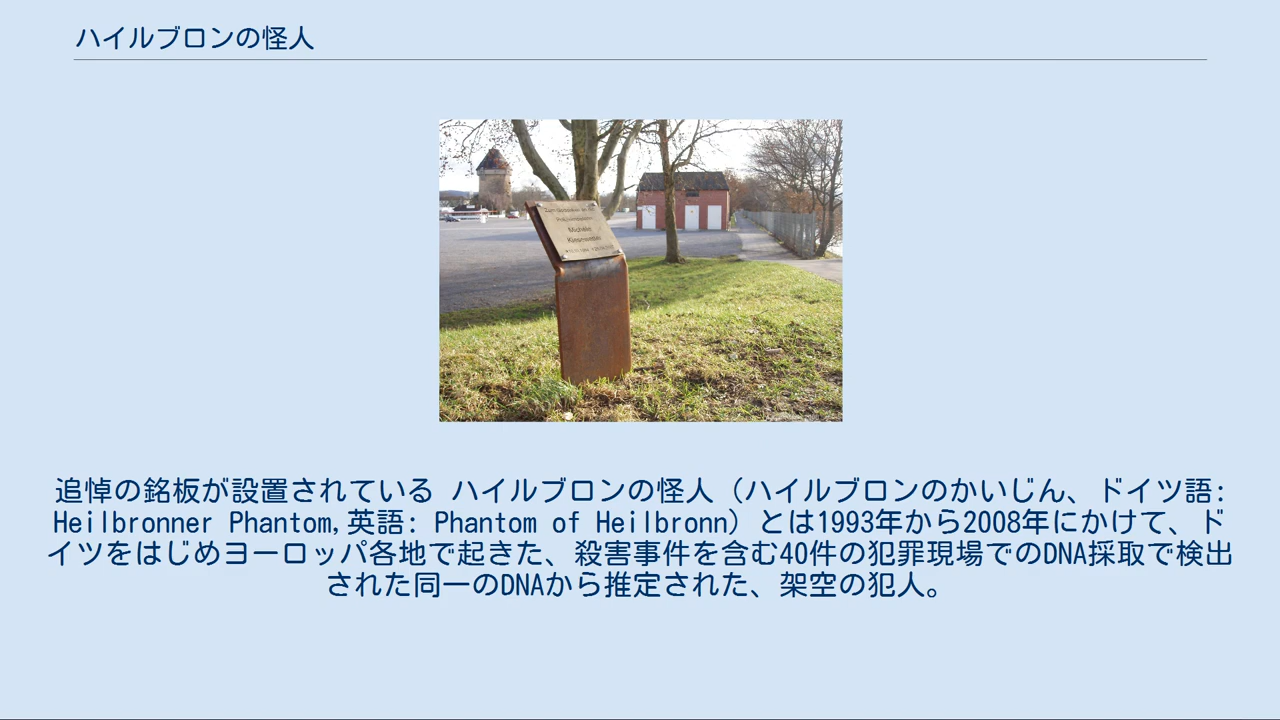 ハイルブロンの怪人
Michèle
Kiesewetter
追悼の銘板が設置されている ハイルブロンの怪人（ハイルブロンのかいじん、ドイツ語:
Heilbronner Phantom,英語: Phantom of Heilbronn）とは1993年から2008年にかけて、ド
イツをはじめヨーロッパ各地で起きた、殺害事件を含む40件の犯罪現場でのDNA採取で検出
された同一のDNAから推定された、架空の犯人。